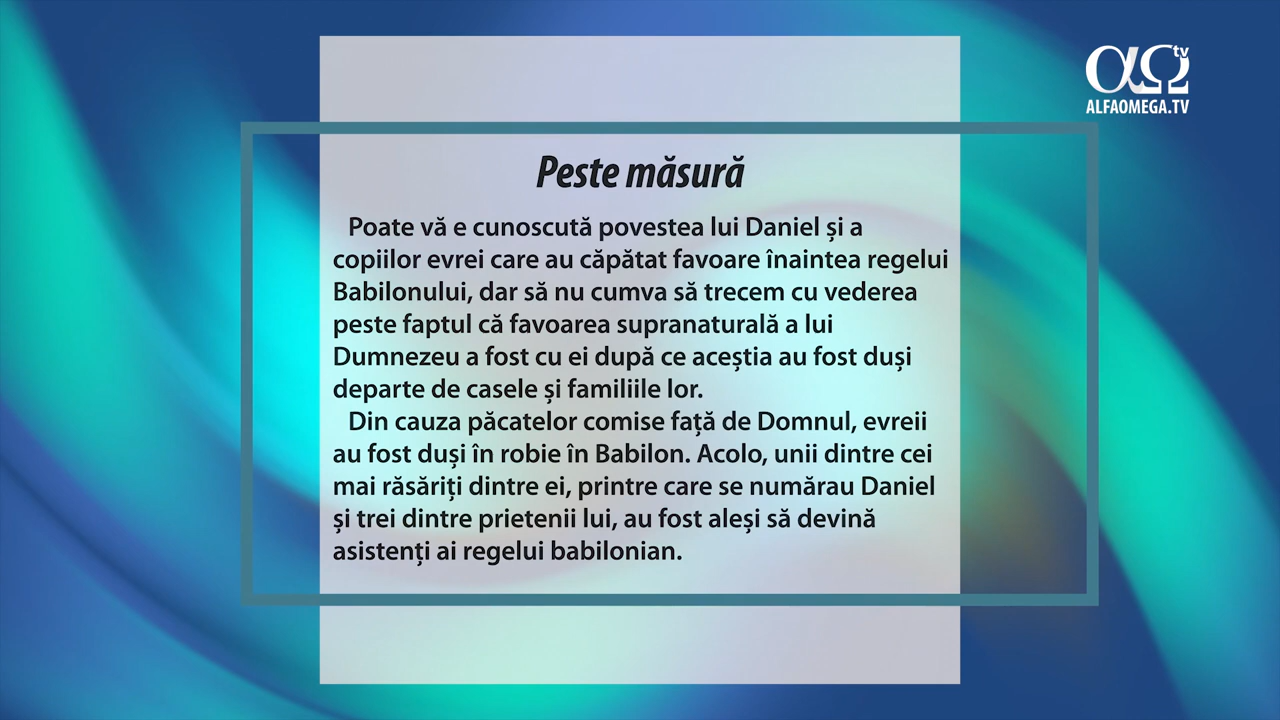 αΩ tv
ALFAOMEGA.TV
Peste măsură
Poate vă e cunoscută povestea lui Daniel și a
copiilor evrei care au căpătat favoare înaintea regelui
Babilonului, dar să nu cumva să trecem cu vederea
peste faptul că favoarea supranaturală a lui
Dumnezeu a fost cu ei după ce aceștia au fost duși
departe de casele și familiile lor.
Din cauza păcatelor comise față de Domnul, evreii
au fost duși în robie în Babilon. Acolo, unii dintre cei
mai răsăriți dintre ei, printre care se numărau Daniel
și trei dintre prietenii lui, au fost aleși să devină
asistenți ai regelui babilonian.